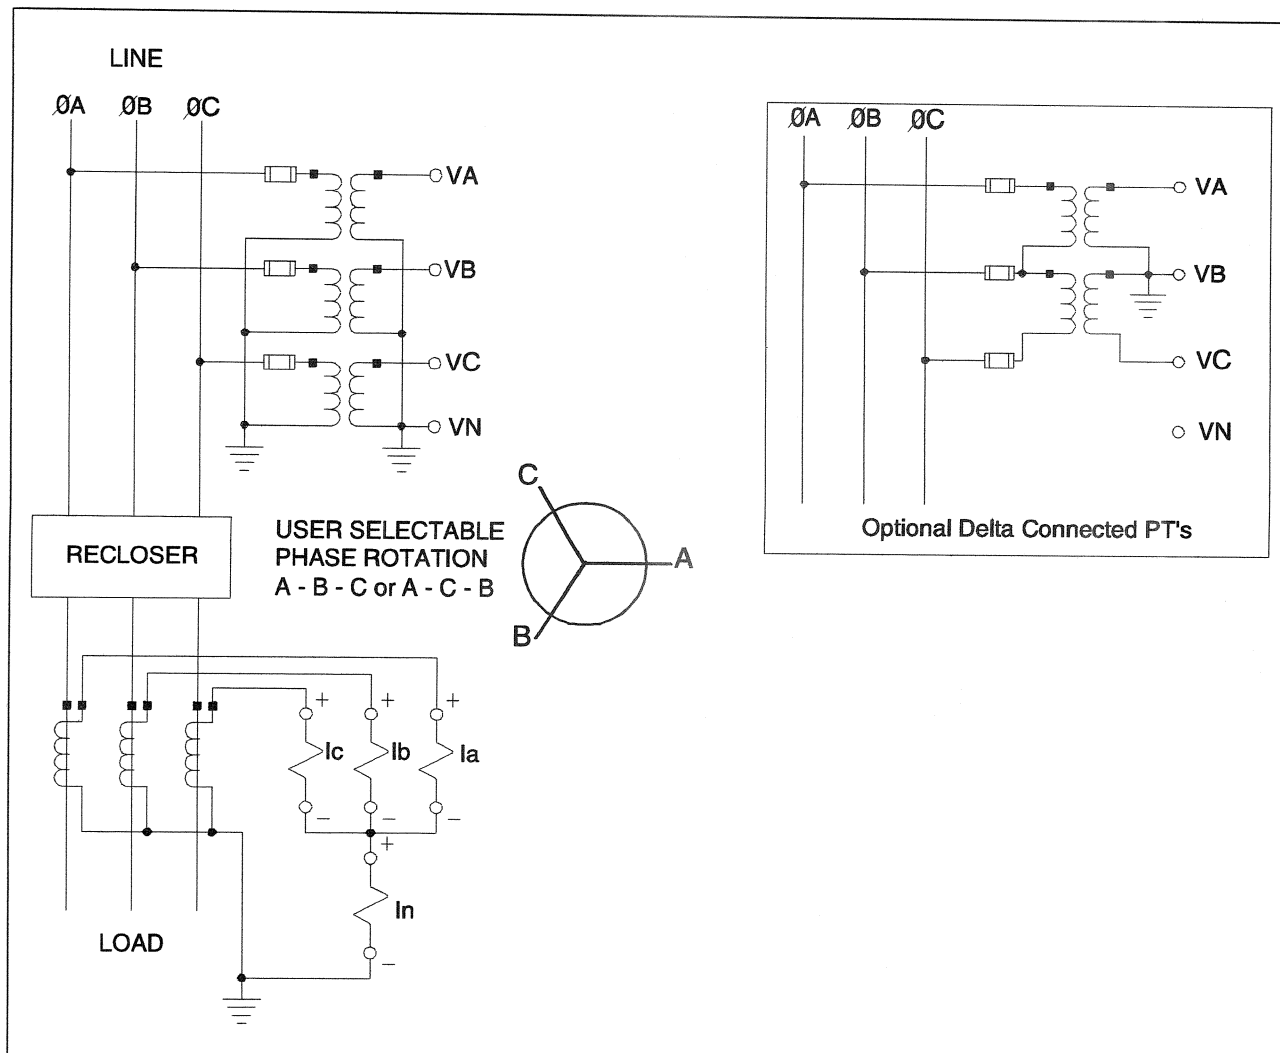 LINE
ØA ØB ØC
VA
VB
VC
VN
RECLOSER
USER SELECTABLE
PHASE ROTATION
A - B - C or A - C - B
C
A
B
+ + +
Ic Ib Ia
− − −
+
In
−
LOAD
ØA ØB ØC
VA
VB
VC
VN
Optional Delta Connected PT's